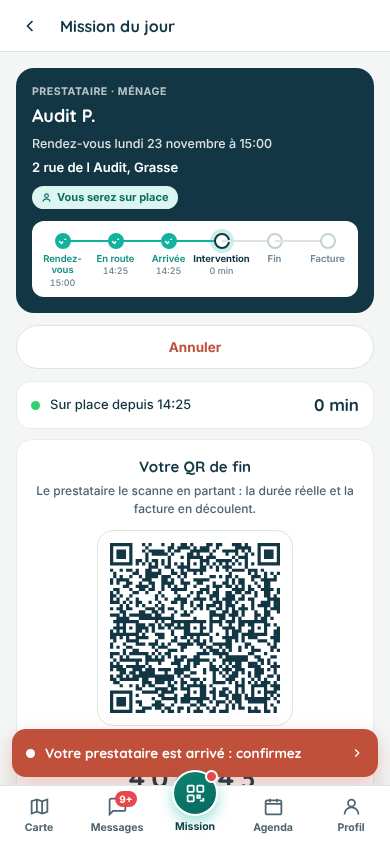 Mission du jour
PRESTATAIRE · MÉNAGE
Audit P.
Rendez-vous lundi 23 novembre à 15:00
2 rue de l Audit, Grasse
Vous serez sur place
Rendez-vous
15:00
En route
14:25
Arrivée
14:25
Intervention
0 min
Fin
Facture
Annuler
Sur place depuis 14:25
0 min
Votre QR de fin
Le prestataire le scanne en partant : la durée réelle et la
facture en découlent.
Votre prestataire est arrivé : confirmez
Carte
9+
Messages
Mission
Agenda
Profil